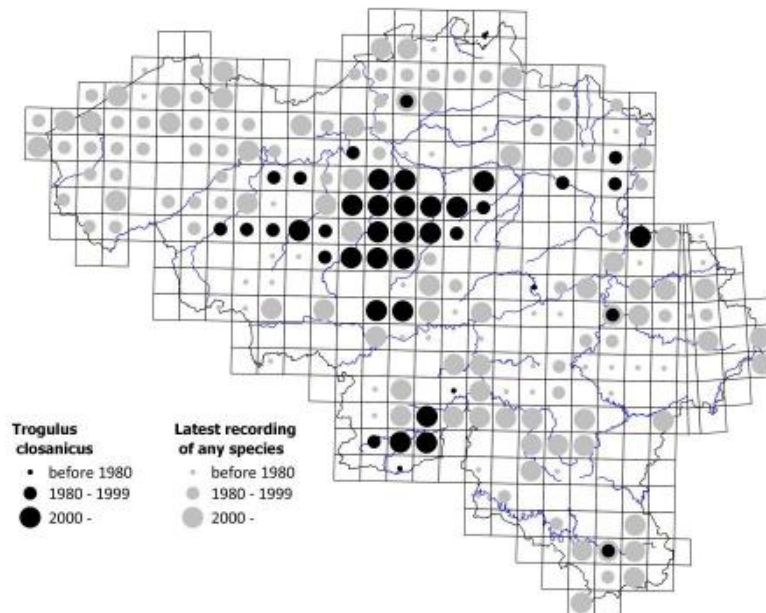 Trogulus
closanicus
before 1980
1980 - 1999
2000 -
Latest recording
of any species
before 1980
1980 - 1999
2000 -